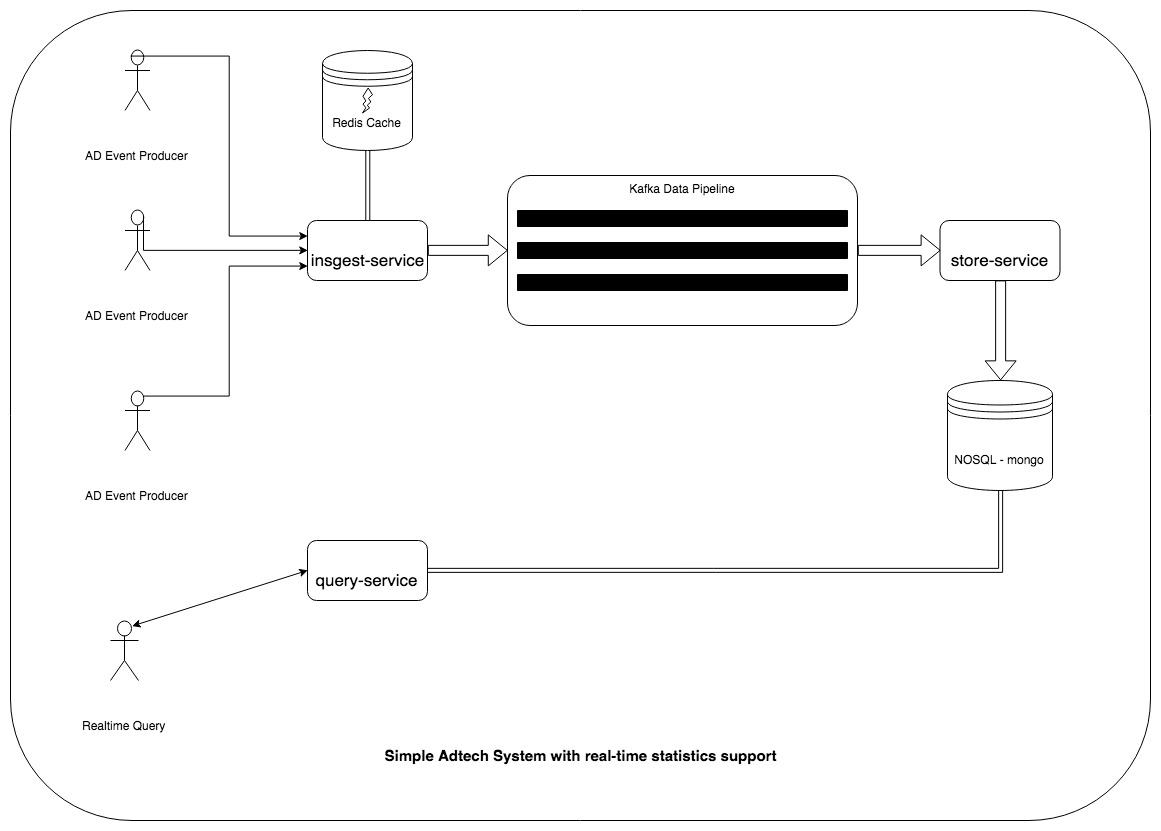 AD Event Producer
Redis Cache
Kafka Data Pipeline
insgest-service
store-service
AD Event Producer
NOSQL - mongo
AD Event Producer
query-service
Realtime Query
Simple Adtech System with real-time statistics support